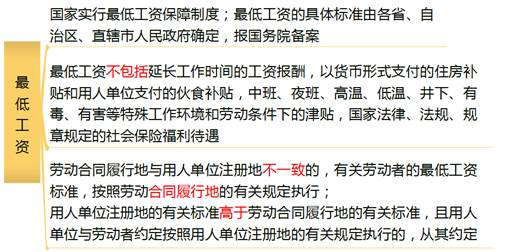 国家实行最低工资保障制度；最低工资的具体标准由各省、自
治区、直辖市人民政府确定，报国务院备案
最低工资
最低工资不包括延长工作时间的工资报酬，以货币形式支付的住房补
贴和用人单位支付的伙食补贴，中班、夜班、高温、低温、井下、有
毒、有害等特殊工作环境和劳动条件下的津贴，国家法律、法规、规
章规定的社会保险福利待遇
劳动合同履行地与用人单位注册地不一致的，有关劳动者的最低工资
标准，按照劳动合同履行地的有关规定执行；
用人单位注册地的有关标准高于劳动合同履行地的有关标准，且用人
单位与劳动者约定按照用人单位注册地的有关规定执行的，从其约定